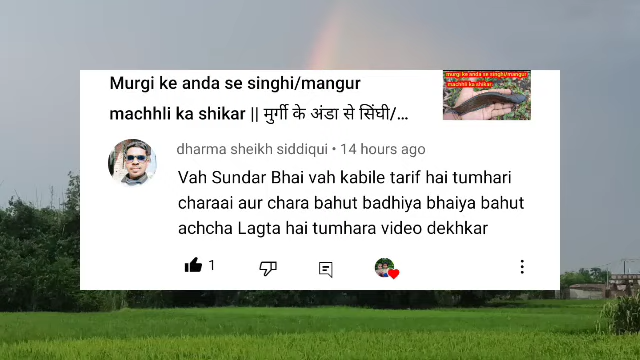 Murgi ke anda se singhi/mangur
machhli ka shikar || मुर्गी के अंडा से सिंघी/...
murgi ke anda se singhi/mangur
machhli ka shikar
dharma sheikh siddiqui • 14 hours ago
Vah Sundar Bhai vah kabile tarif hai tumhari
charaai aur chara bahut badhiya bhaiya bahut
achcha Lagta hai tumhara video dekhkar
1